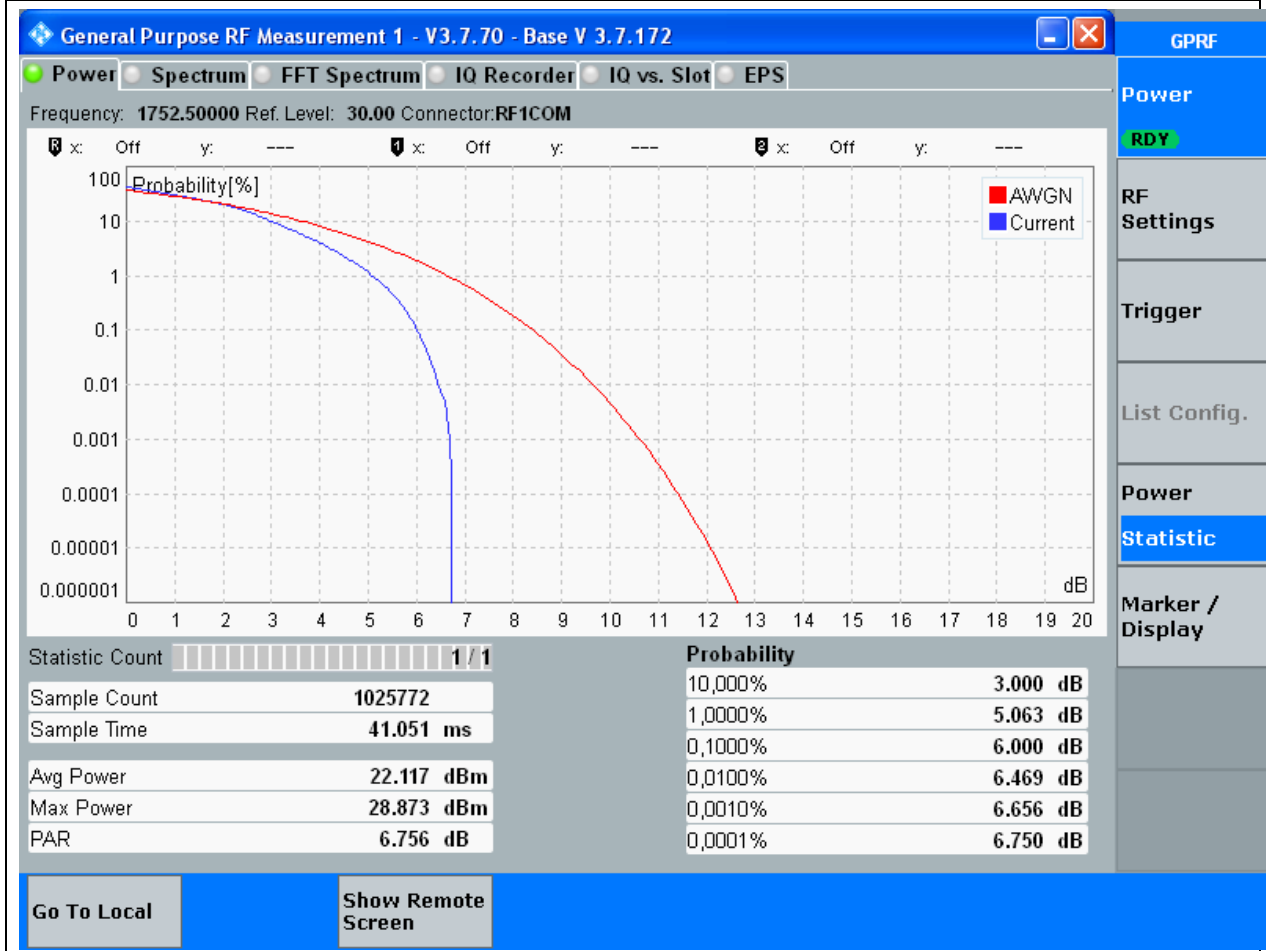 General Purpose RF Measurement 1 - V3.7.70 - Base V 3.7.172
GPRF
Power Spectrum FFT Spectrum IQ Recorder IQ vs. Slot EPS
Frequency: 1752.50000 Ref. Level: 30.00 Connector:RF1COM
R x: Off y: --- 1 x: Off y: --- 2 x: Off y: ---
Probability[%]
AWGN
Current
100
10
1
0.1
0.01
0.001
0.0001
0.00001
0.000001
dB
0 1 2 3 4 5 6 7 8 9 10 11 12 13 14 15 16 17 18 19 20
Statistic Count 1 / 1
Sample Count 1025772
Sample Time 41.051 ms
Avg Power 22.117 dBm
Max Power 28.873 dBm
PAR 6.756 dB
Probability
10,000% 3.000 dB
1,0000% 5.063 dB
0,1000% 6.000 dB
0,0100% 6.469 dB
0,0010% 6.656 dB
0,0001% 6.750 dB
Power
RDY
RF
Settings
Trigger
List Config.
Power
Statistic
Marker /
Display
Go To Local
Show Remote
Screen